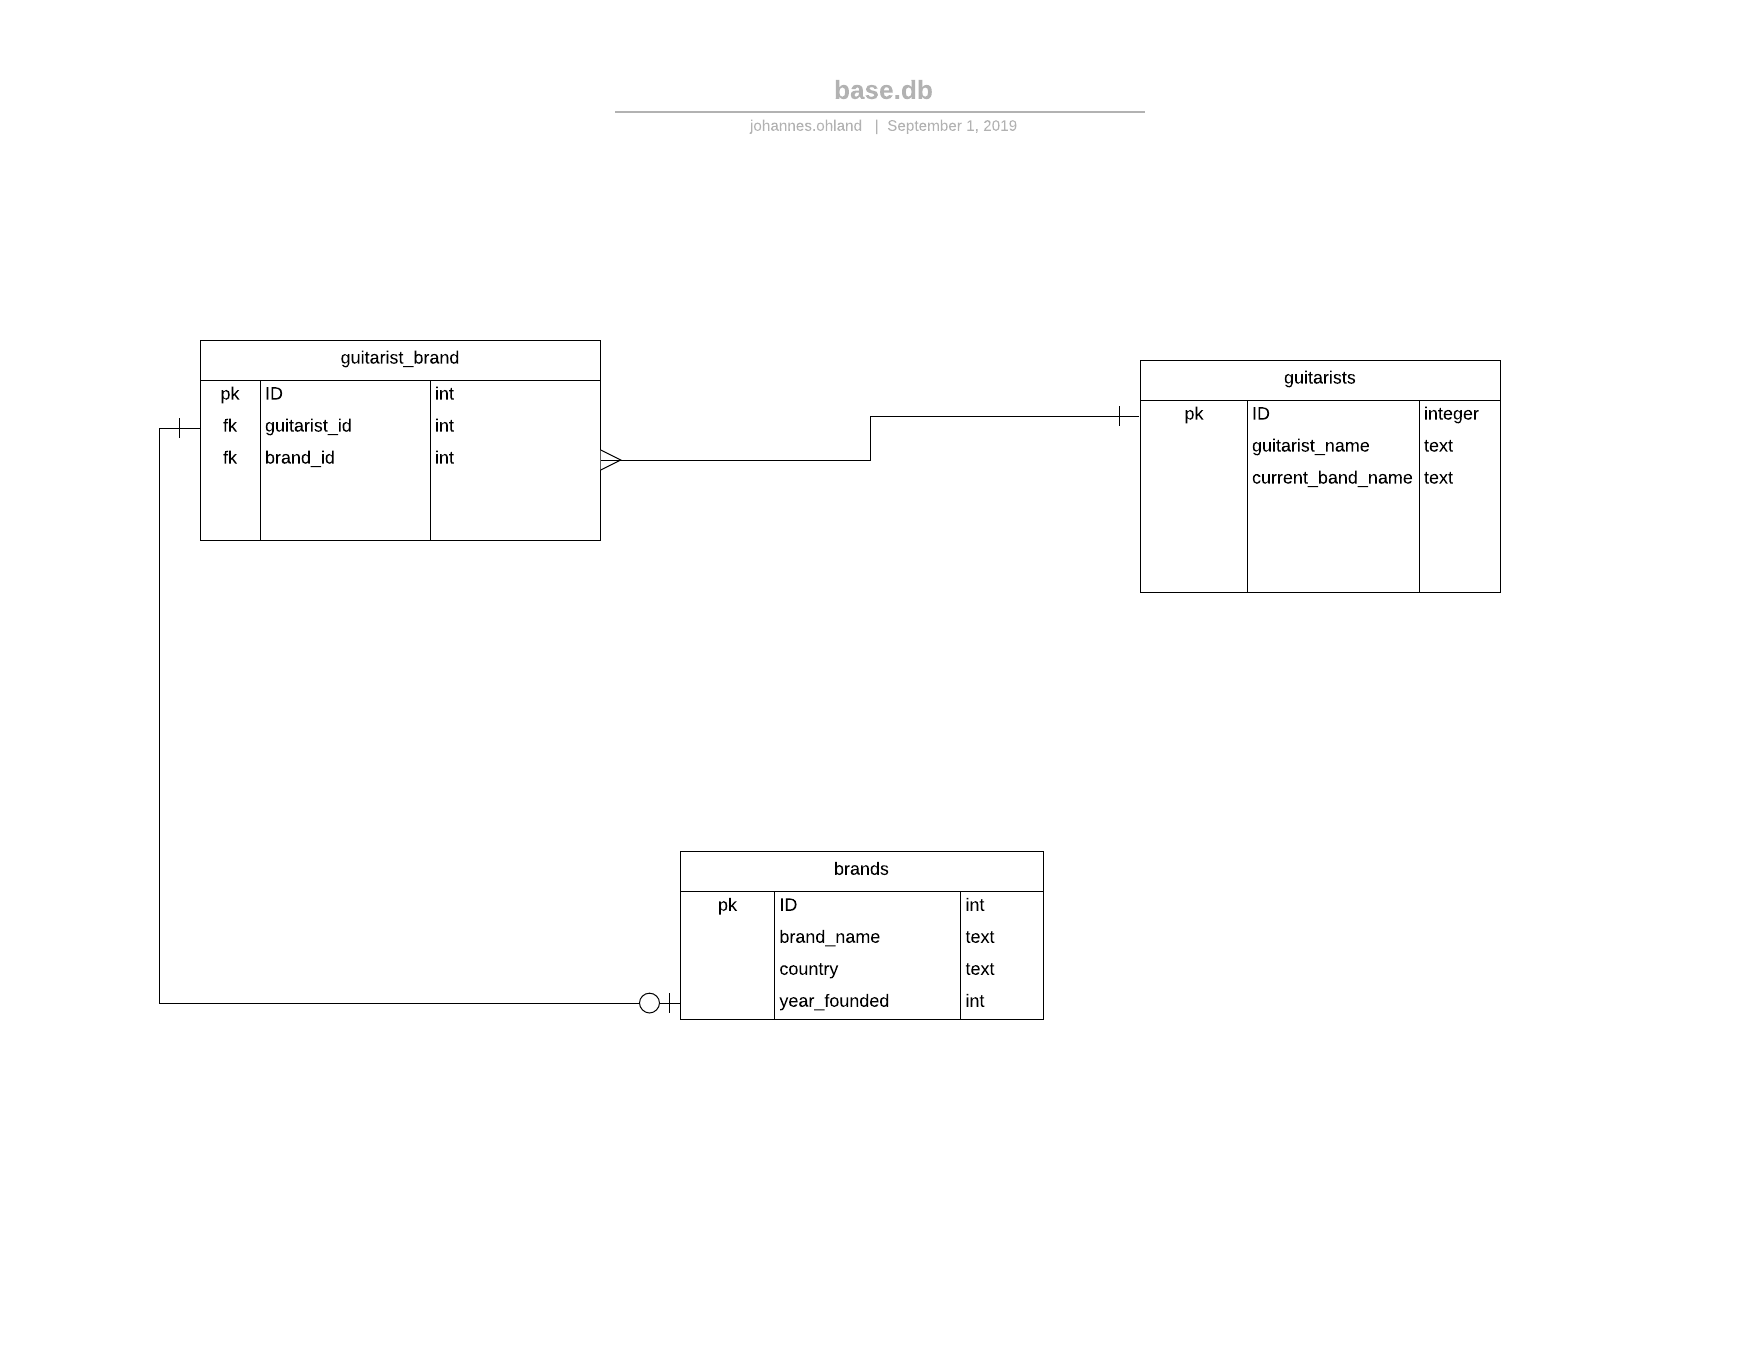 base.db
johannes.ohland | September 1, 2019
guitarist_brand
pk ID int
fk guitarist_id int
fk brand_id int
guitarists
pk ID integer
guitarist_name text
current_band_name text
brands
pk ID int
brand_name text
country text
year_founded int